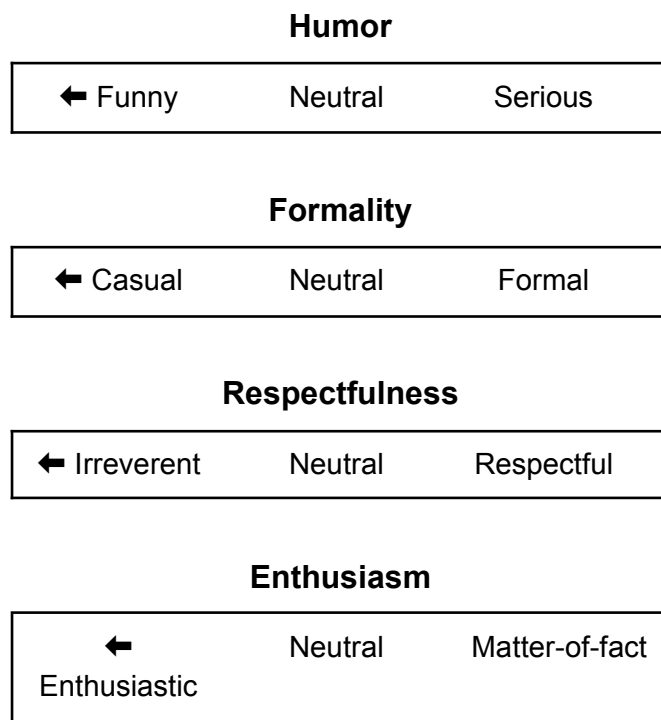 Humor
⬅ Funny Neutral Serious
Formality
⬅ Casual Neutral Formal
Respectfulness
⬅ Irreverent Neutral Respectful
Enthusiasm
⬅ Neutral Matter-of-fact
Enthusiastic